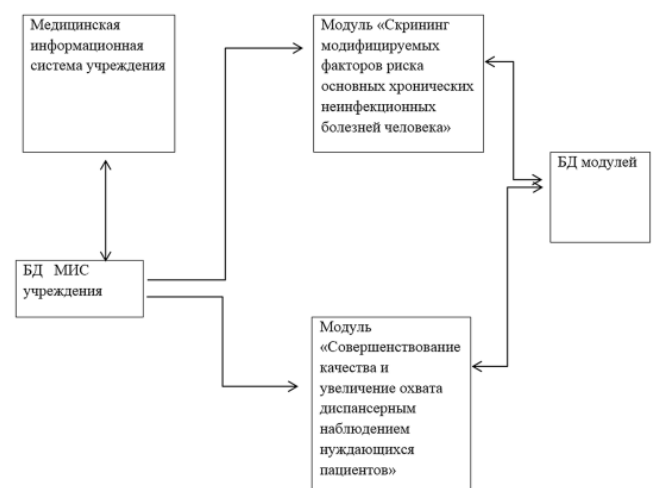 Медицинская
информационная
система учреждения
Модуль «Скрининг
модифицируемых
факторов риска
основных хронических
неинфекционных
болезней человека»
БД модулей
БД МИС
учреждения
Модуль
«Совершенствование
качества и
увеличение охвата
диспансерным
наблюдением
нуждающихся
пациентов»